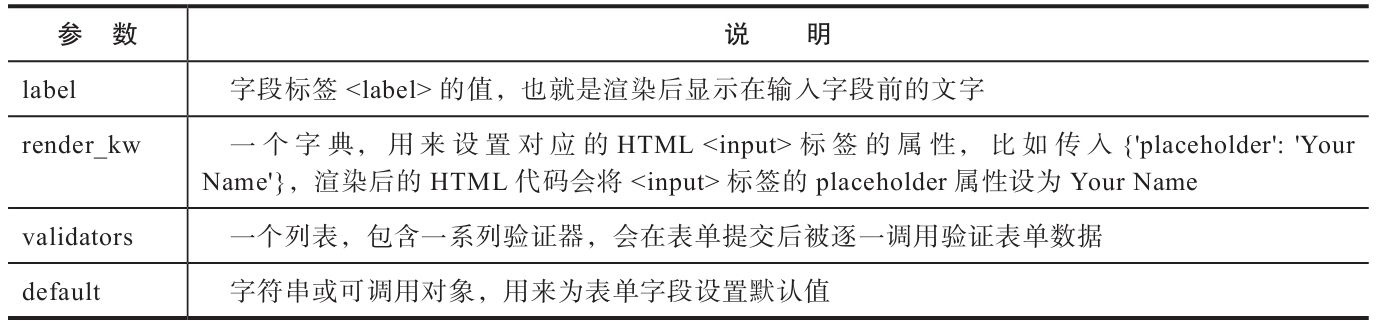 参 数 说 明
label 字段标签 <label> 的值，也就是渲染后显示在输入字段前的文字
render_kw 一个字典，用来设置对应的 HTML <input> 标签的属性，比如传入 {'placeholder': 'Your
Name'}，渲染后的 HTML 代码会将 <input> 标签的 placeholder 属性设为 Your Name
validators 一个列表，包含一系列验证器，会在表单提交后被逐一调用验证表单数据
default 字符串或可调用对象，用来为表单字段设置默认值